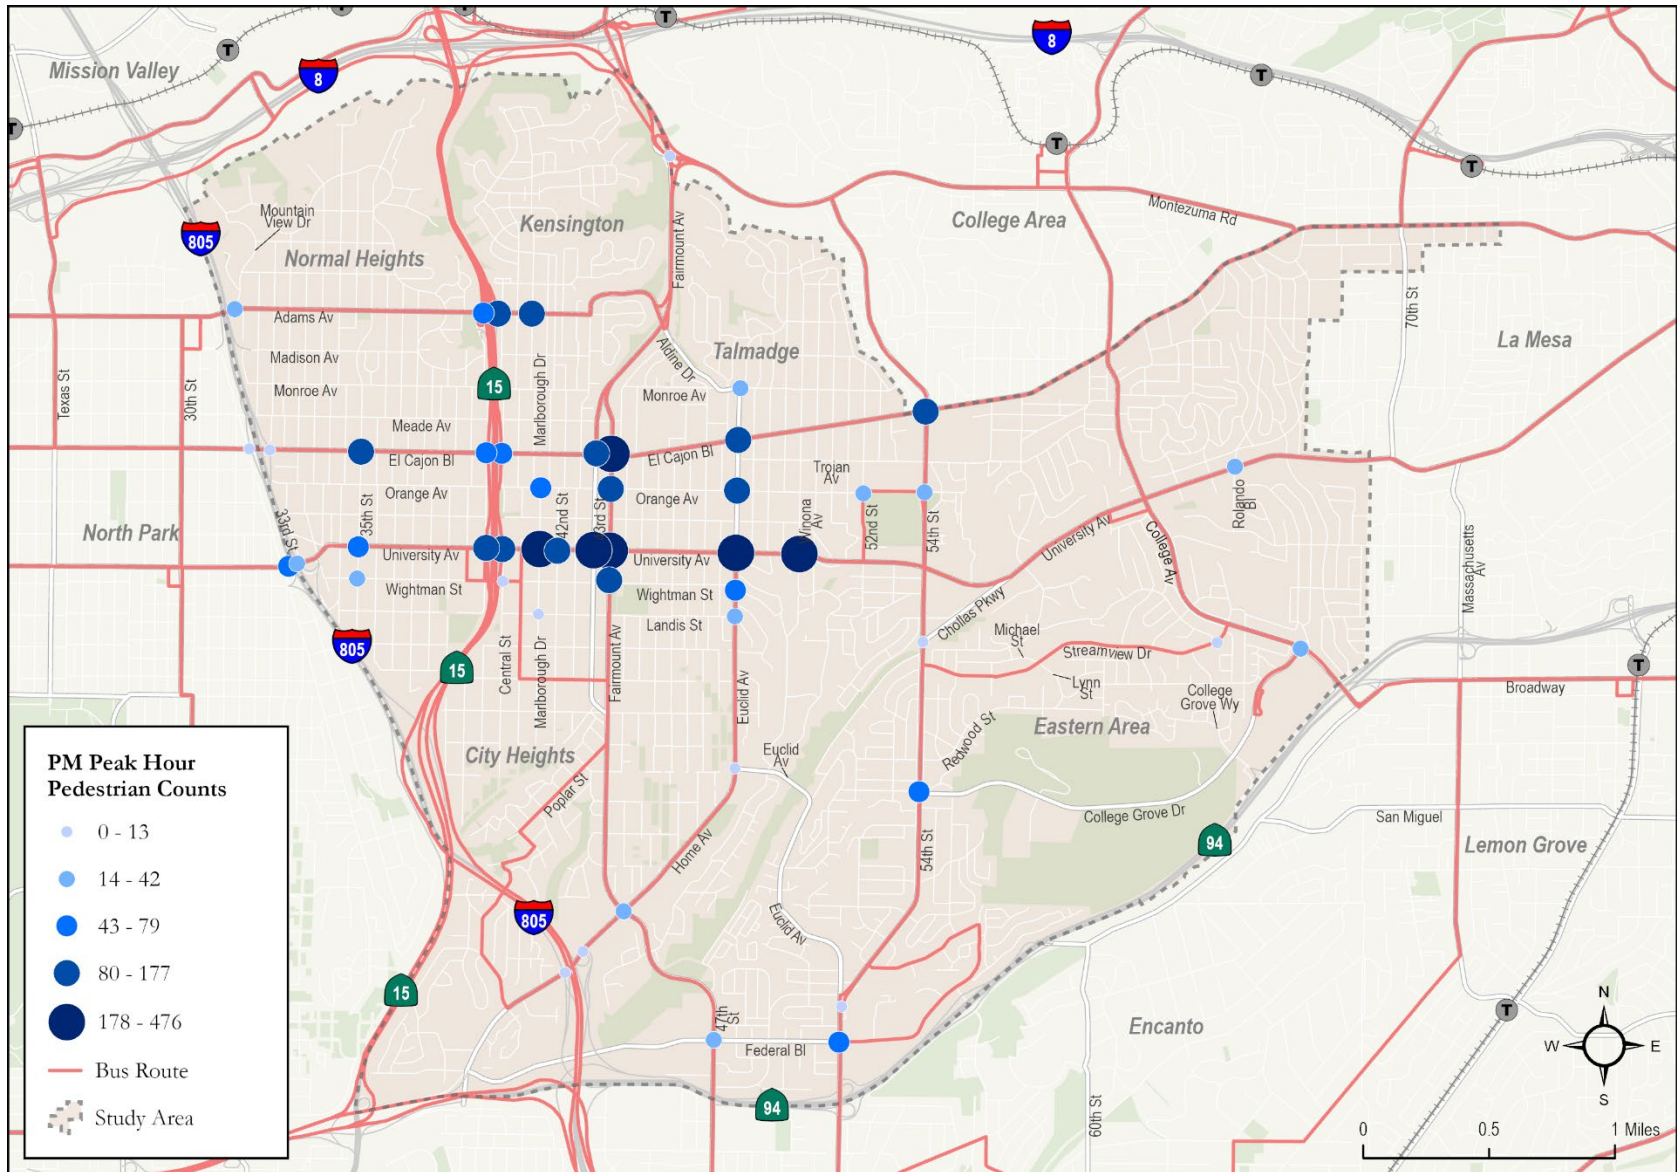 T
T
T
8
8
Mission Valley
T
T
T
T
T
College Area
Montezuma Rd
Mountain
View Dr
Kensington
805
Normal Heights
Fairmount Av
70th St
Adams Av
La Mesa
Madison Av
Aldine Dr
Talmadge
Texas St
30th St
Monroe Av
15
Marlborough Dr
Monroe Av
Meade Av
El Cajon Bl
El Cajon Bl
Trojan
Av
Orange Av
Orange Av
Winona
Av
52nd St
54th St
Rolando
Bl
North Park
33rd St
35th St
42nd St
43rd St
University Av
University Av
University Av
College Av
Massachusetts
Av
Wightman St
Wightman St
Landis St
Chollas Pkwy
Michael
St
Streamview Dr
805
15
Central St
Marlborough Dr
Fairmount Av
Euclid Av
Lynn
St
College
Grove Wy
Broadway
T
City Heights
Euclid
Av
Redwood St
Eastern Area
Poplar St
College Grove Dr
San Miguel
Home Av
54th St
94
Lemon Grove
805
Euclid Av
15
47th
St
Federal Bl
Encanto
T
94
60th St
PM Peak Hour
Pedestrian Counts
0 - 13
14 - 42
43 - 79
80 - 177
178 - 476
Bus Route
Study Area
N
W
E
S
0
0.5
1 Miles